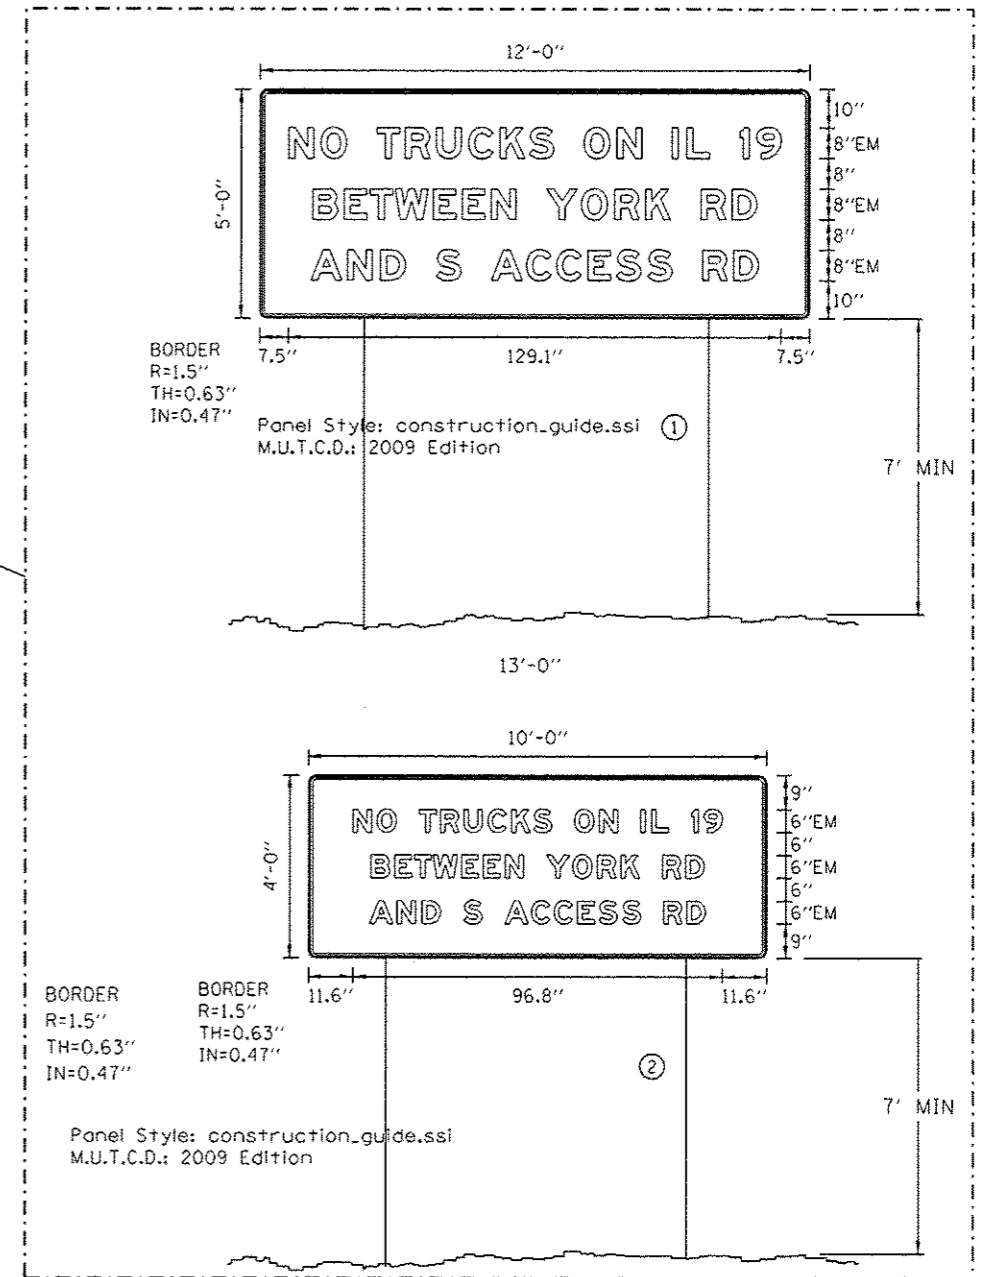 12'-0"
5'-0"
NO TRUCKS ON IL 19
BETWEEN YORK RD
AND S ACCESS RD
10"
8"EM
8"
8"EM
8"
8"EM
10"
7.5"
129.1"
7.5"
BORDER
R=1.5"
TH=0.63"
IN=0.47"
Panel Style: construction_guide.ssi
M.U.T.C.D.: 2009 Edition
1
7' MIN
13'-0"
10'-0"
4'-0"
NO TRUCKS ON IL 19
BETWEEN YORK RD
AND S ACCESS RD
9"
6"EM
6"
6"EM
6"
6"EM
9"
11.6"
96.8"
11.6"
BORDER
R=1.5"
TH=0.63"
IN=0.47"
BORDER
R=1.5"
TH=0.63"
IN=0.47"
2
7' MIN
Panel Style: construction_guide.ssi
M.U.T.C.D.: 2009 Edition